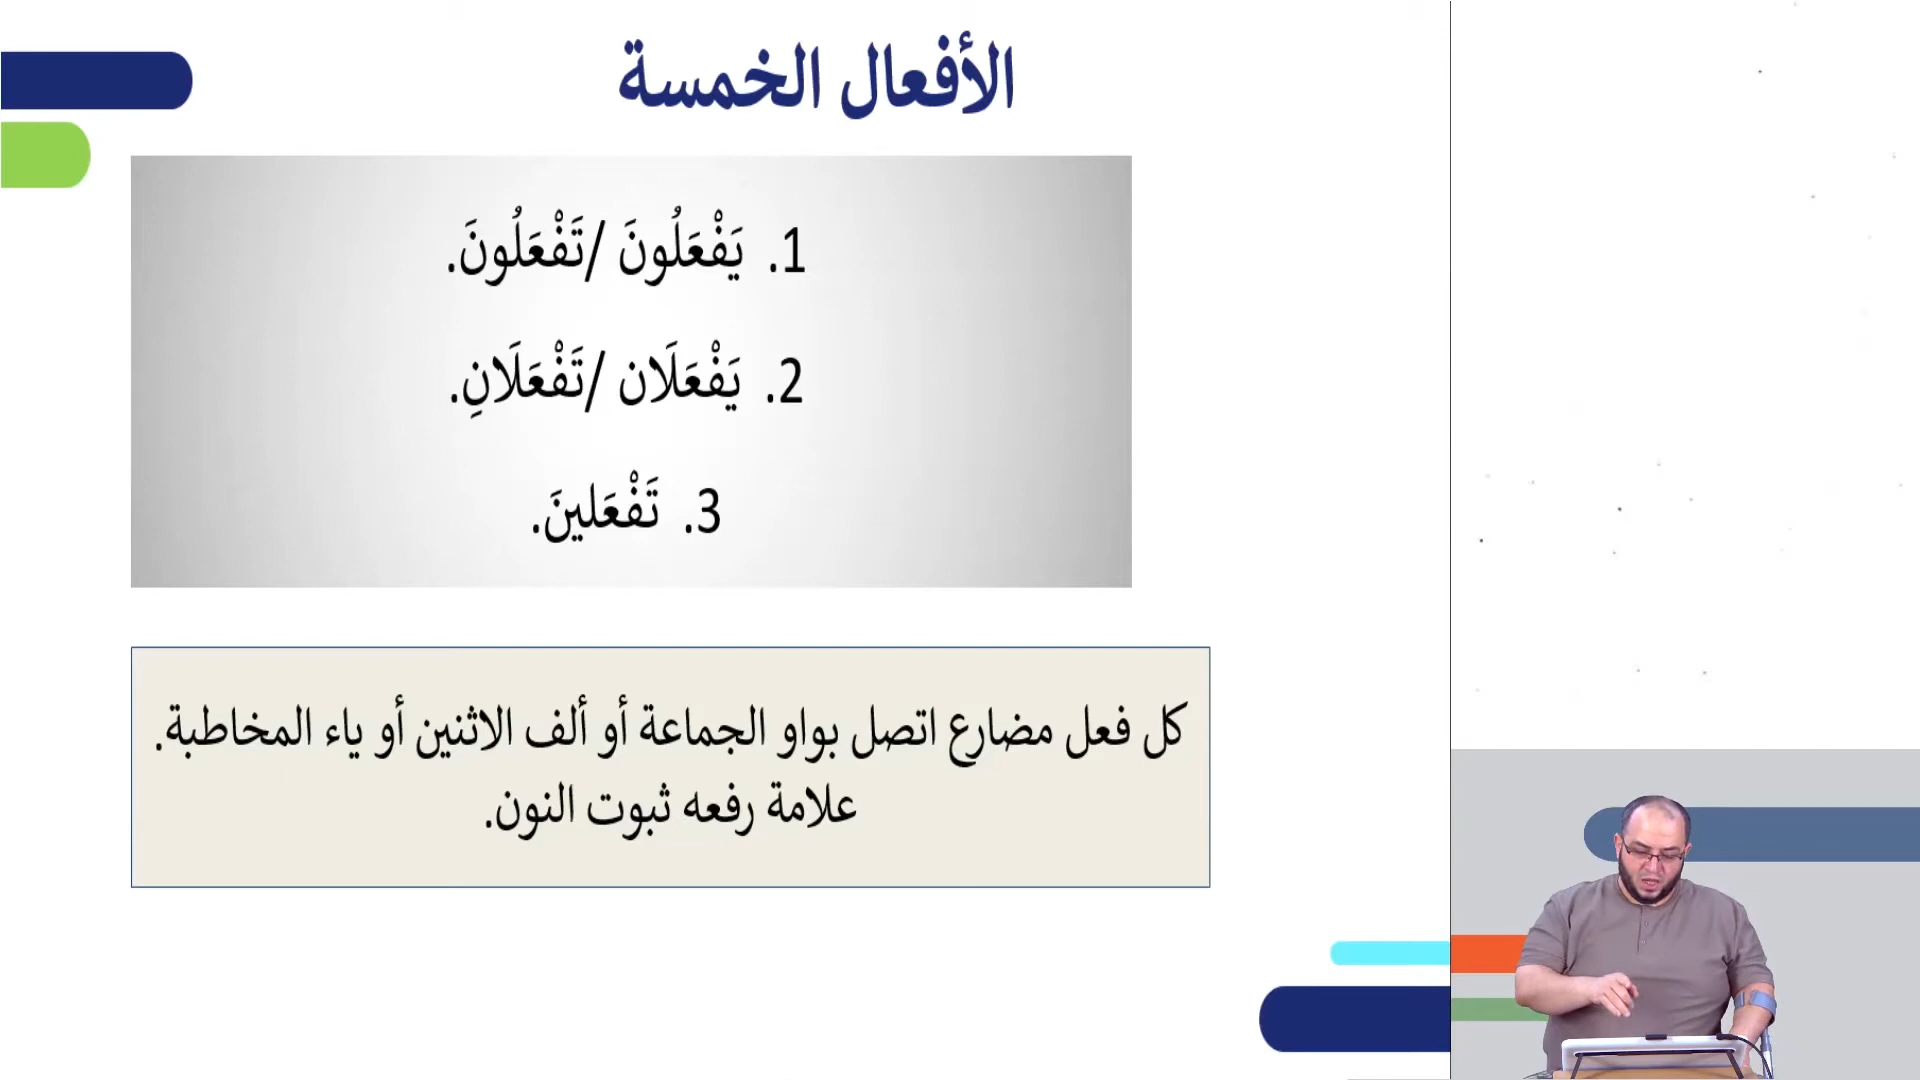 الأفعال الخمسة
1. يَفْعَلُونَ /تَفْعَلُونَ.
2. يَفْعَلَان /تَفْعَلَانِ.
3. تَفْعَلينَ.
كل فعل مضارع اتصل بواو الجماعة أو ألف الاثنين أو ياء المخاطبة.
علامة رفعه ثبوت النون.